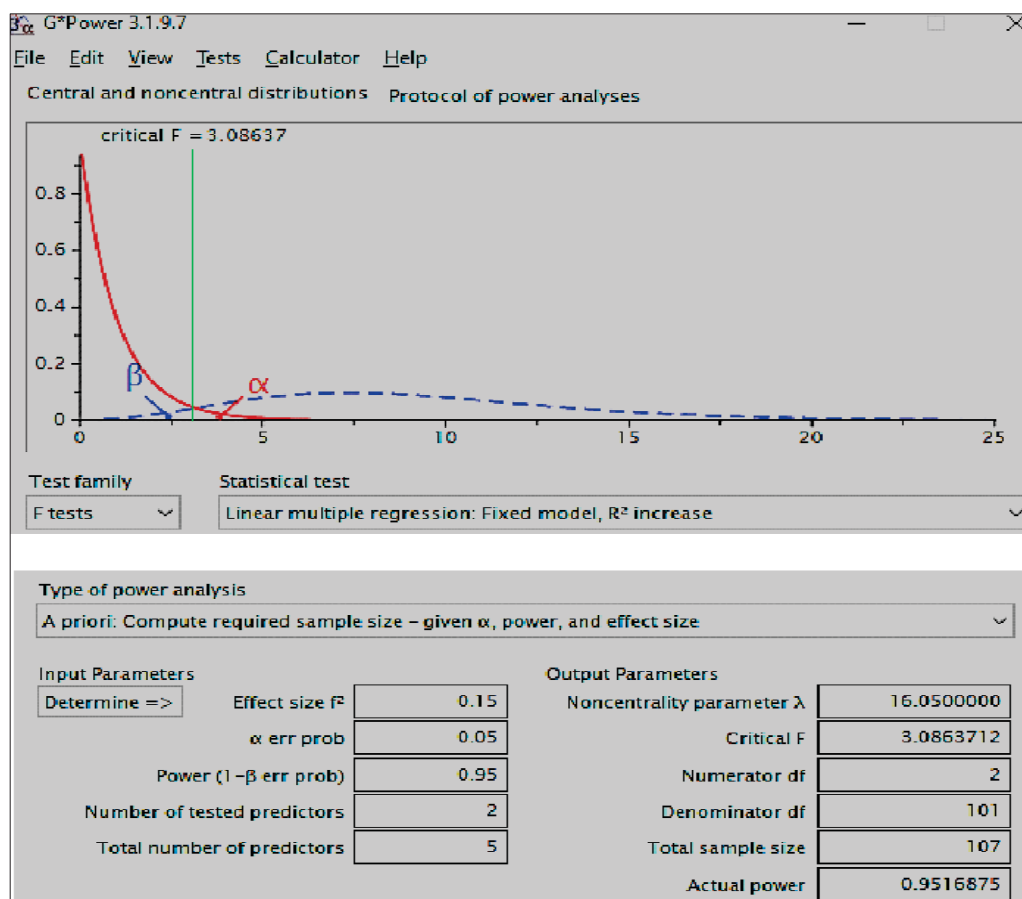 G*Power 3.1.9.7
File Edit View Tests Calculator Help
Central and noncentral distributions Protocol of power analyses
critical F = 3.08637
0.8
0.6
0.4
0.2
0
β
α
0 5 10 15 20 25
Test family Statistical test
F tests Linear multiple regression: Fixed model, R² increase
Type of power analysis
A priori: Compute required sample size – given α, power, and effect size
Input Parameters Output Parameters
Determine => Effect size f² 0.15 Noncentrality parameter λ 16.0500000
α err prob 0.05 Critical F 3.0863712
Power (1-β err prob) 0.95 Numerator df 2
Number of tested predictors 2 Denominator df 101
Total number of predictors 5 Total sample size 107
Actual power 0.9516875